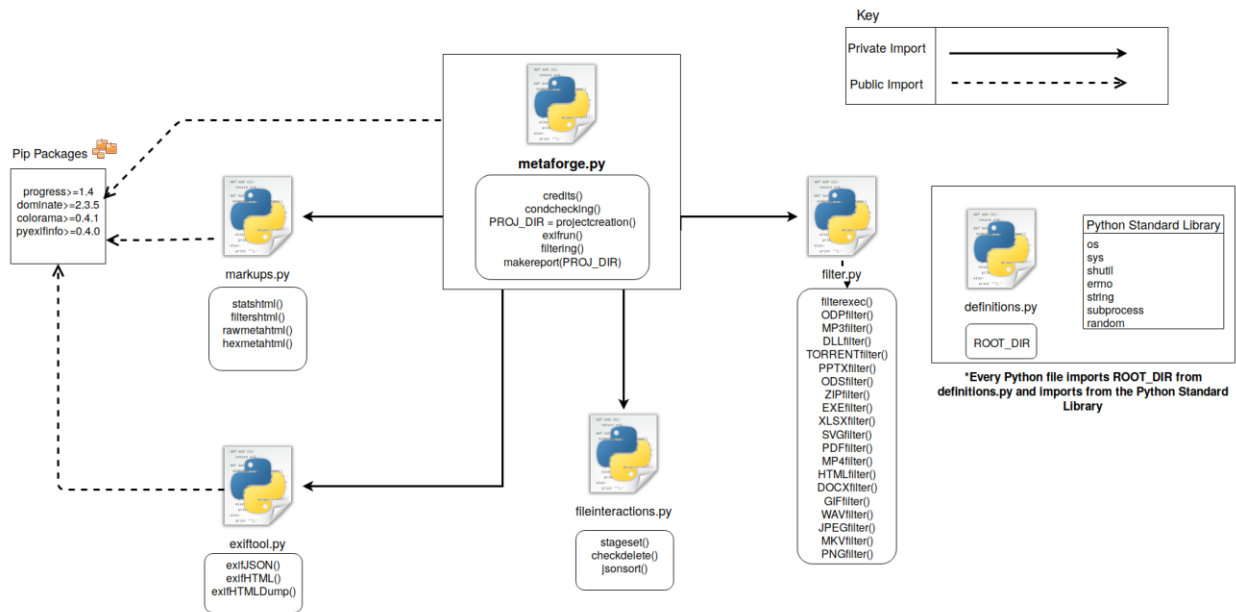 Key
Private Import
Public Import
metaforge.py
credits()
condchecking()
PROJ_DIR = projectcreation()
exifrun()
filtering()
makereport(PROJ_DIR)
Pip Packages
progress>=1.4
dominate>=2.3.5
colorama>=0.4.1
pyexifinfo>=0.4.0
markups.py
statshtml()
filtershtml()
rawmetahtml()
hexmetahtml()
exiftool.py
exifJSON()
exifHTML()
exifHTMLDump()
fileinteractions.py
stageset()
checkdelete()
jsonsort()
filter.py
filterexec()
ODPfilter()
MP3filter()
DLLfilter()
TORRENTfilter()
PPTXfilter()
ODSfilter()
ZIPfilter()
EXEfilter()
XLSXfilter()
SVGfilter()
PDFfilter()
MP4filter()
HTMLfilter()
DOCXfilter()
GIFfilter()
WAVfilter()
JPEGfilter()
MKVfilter()
PNGfilter()
definitions.py
ROOT_DIR
Python Standard Library
os
sys
shutil
errno
string
subprocess
random
*Every Python file imports ROOT_DIR from
definitions.py and imports from the Python Standard
Library